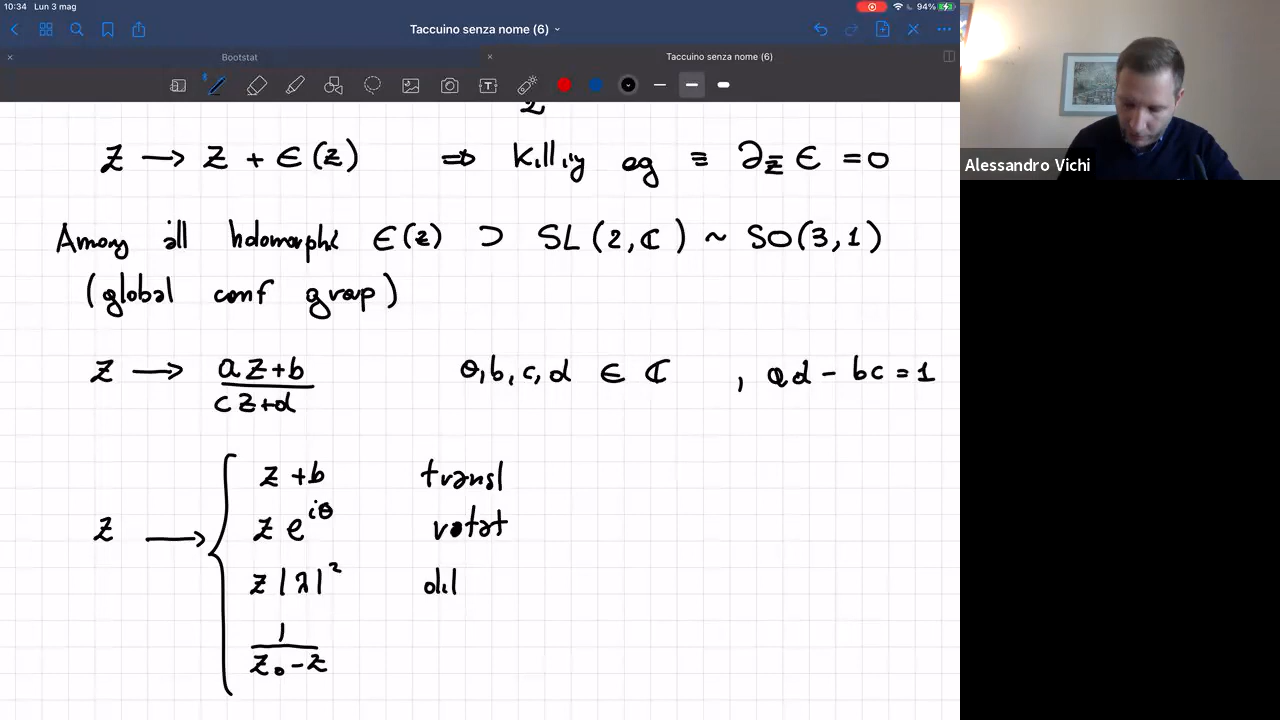 10:34 Lun 3 mag
94%
Taccuino senza nome (6)
Bootstat
Taccuino senza nome (6)
Alessandro Vichi
2
z → z + ϵ(z) ⇒ Killing eq ≡ ∂_z̄ ϵ = 0
Among all holomorphic ϵ(z) ⊃ SL(2,ℂ) ~ SO(3,1)
(global conf group)
z → (az+b)/(cz+d) a,b,c,d ∈ ℂ , ad - bc = 1
z → {
z + b transl
z e^{iθ} rotat
z |λ|² dil
1/(z₀ - z)